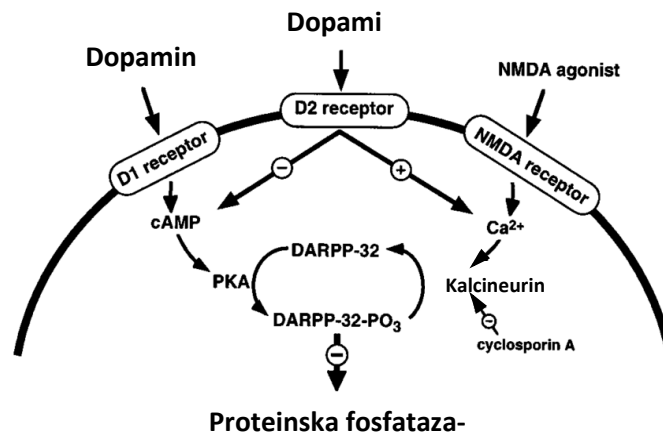 Dopami
Dopamin
NMDA agonist
D2 receptor
D1 receptor
NMDA receptor
−
+
cAMP
Ca²⁺
DARPP-32
PKA
Kalcineurin
DARPP-32-PO₃
−
cyclosporin A
−
Proteinska fosfataza-